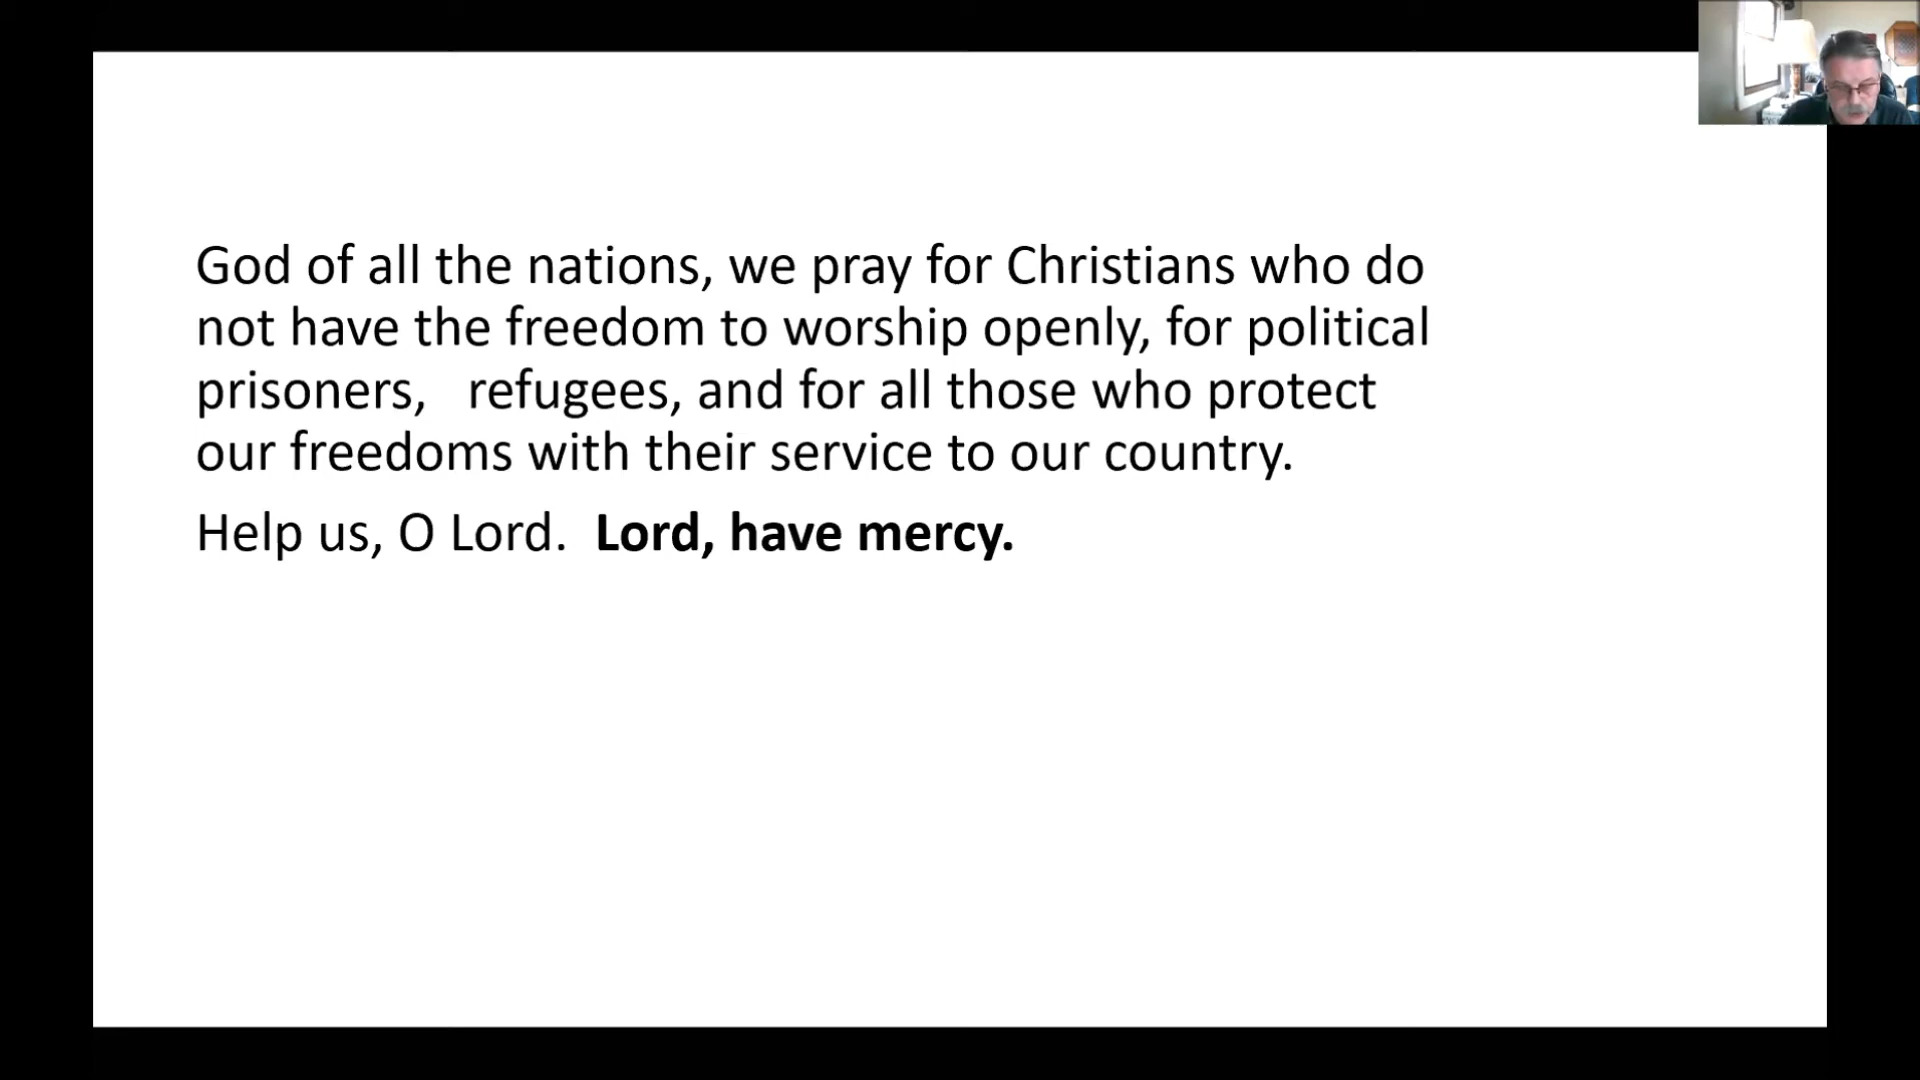 God of all the nations, we pray for Christians who do
not have the freedom to worship openly, for political
prisoners,   refugees, and for all those who protect
our freedoms with their service to our country.
Help us, O Lord.  Lord, have mercy.